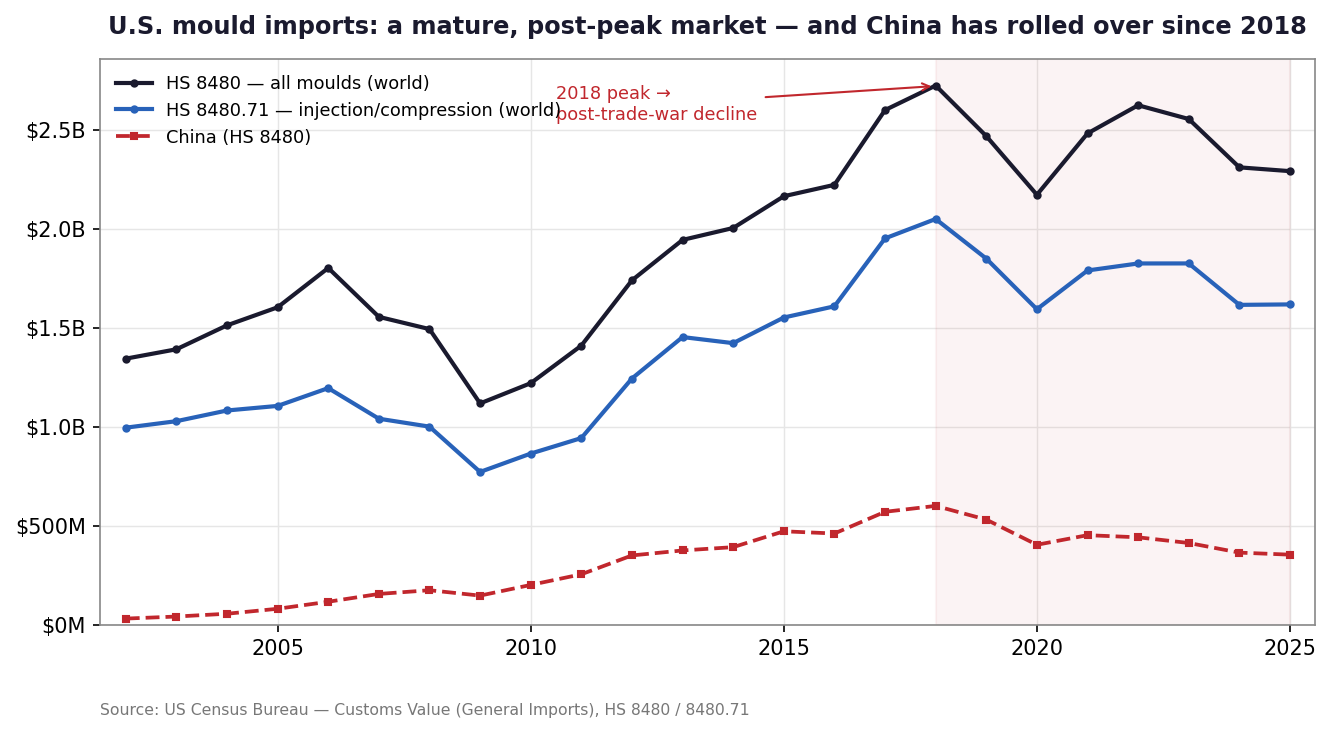 U.S. mould imports: a mature, post-peak market — and China has rolled over since 2018
HS 8480 — all moulds (world)
HS 8480.71 — injection/compression (world)
China (HS 8480)
2018 peak →
post-trade-war decline
$2.5B
$2.0B
$1.5B
$1.0B
$500M
$0M
2005
2010
2015
2020
2025
Source: US Census Bureau — Customs Value (General Imports), HS 8480 / 8480.71